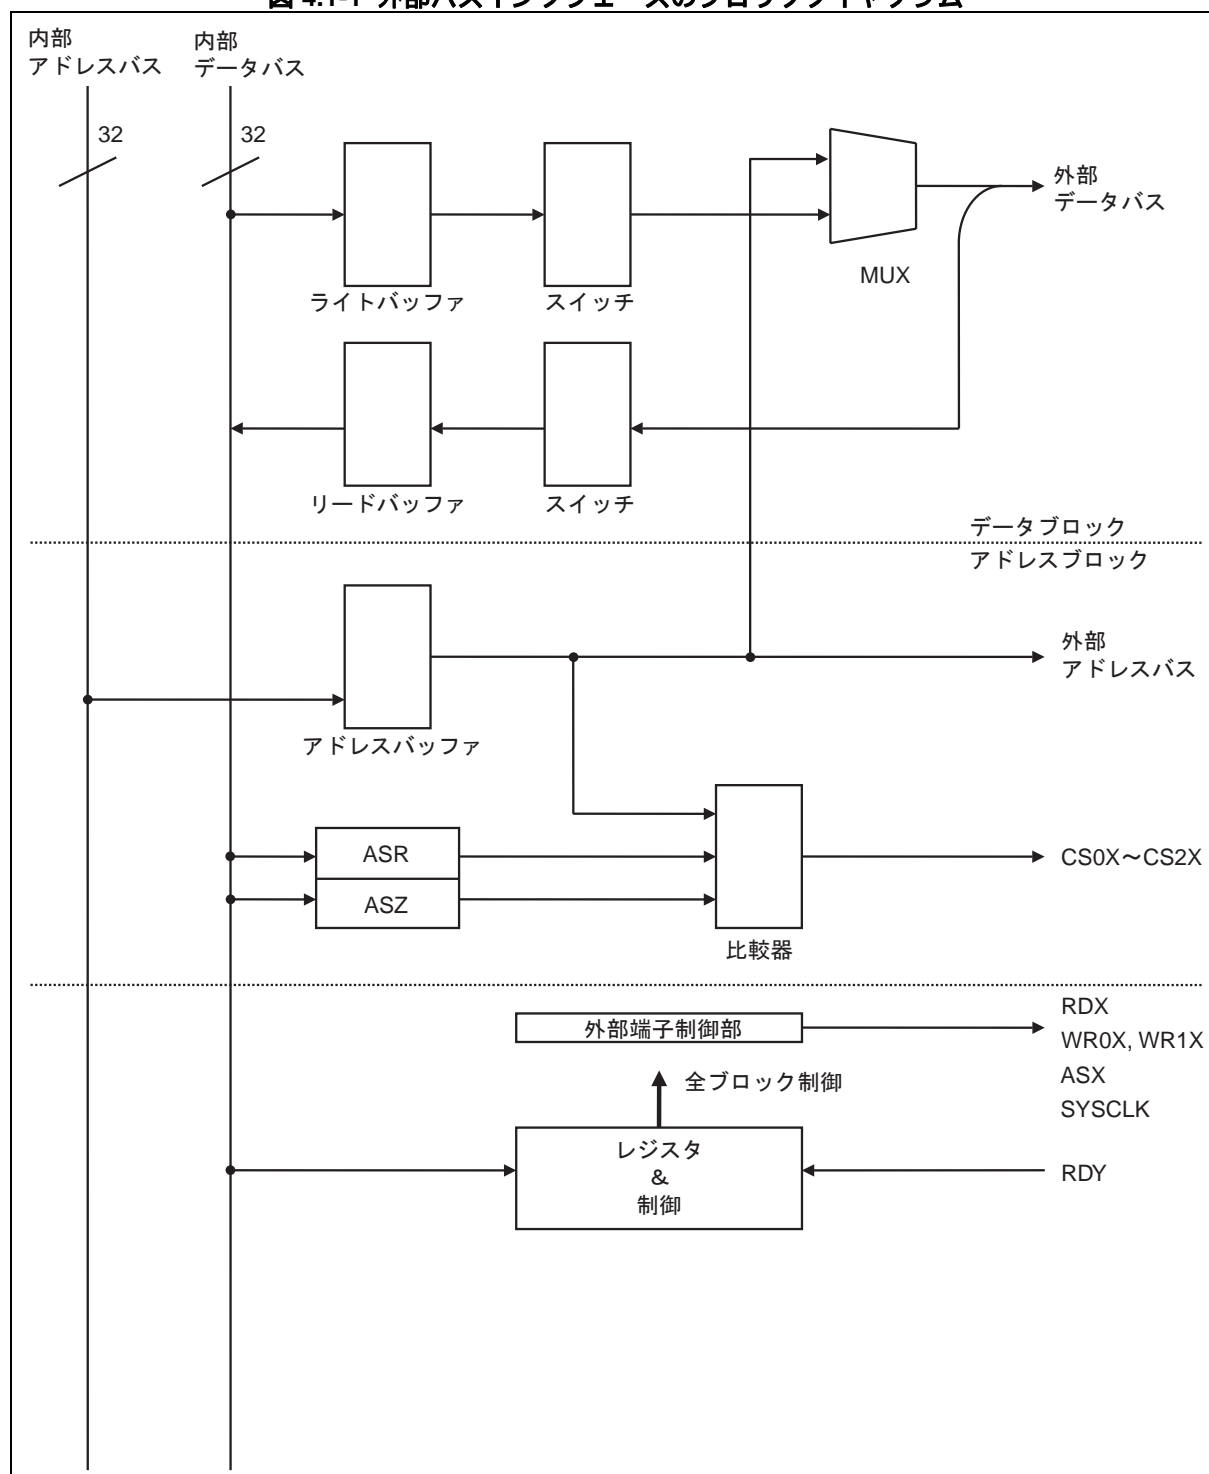 図 4.1-1 外部バスインタフェースのブロックダイヤグラム
内部
アドレスバス
内部
データバス
32
32
ライトバッファ
スイッチ
MUX
外部
データバス
リードバッファ
スイッチ
データブロック
アドレスブロック
アドレスバッファ
外部
アドレスバス
ASR
ASZ
比較器
CS0X～CS2X
外部端子制御部
RDX
WR0X, WR1X
ASX
SYSCLK
全ブロック制御
レジスタ
&
制御
RDY